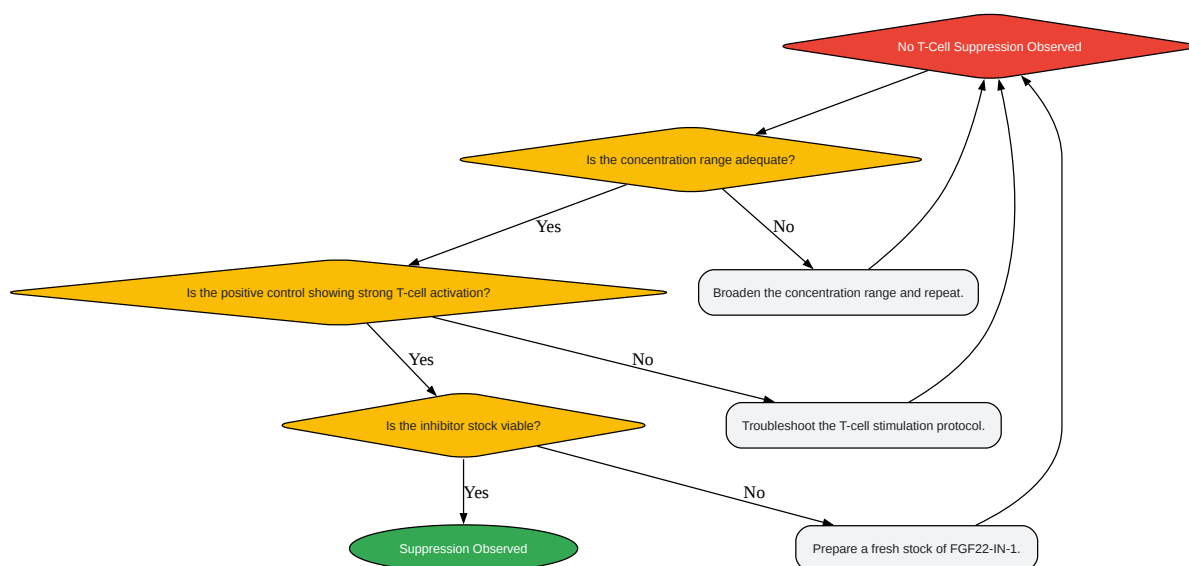 No T-Cell Suppression Observed
Is the concentration range adequate?
Yes
No
Is the positive control showing strong T-cell activation?
Broaden the concentration range and repeat.
Yes
No
Is the inhibitor stock viable?
Troubleshoot the T-cell stimulation protocol.
Yes
No
Suppression Observed
Prepare a fresh stock of FGF22-IN-1.